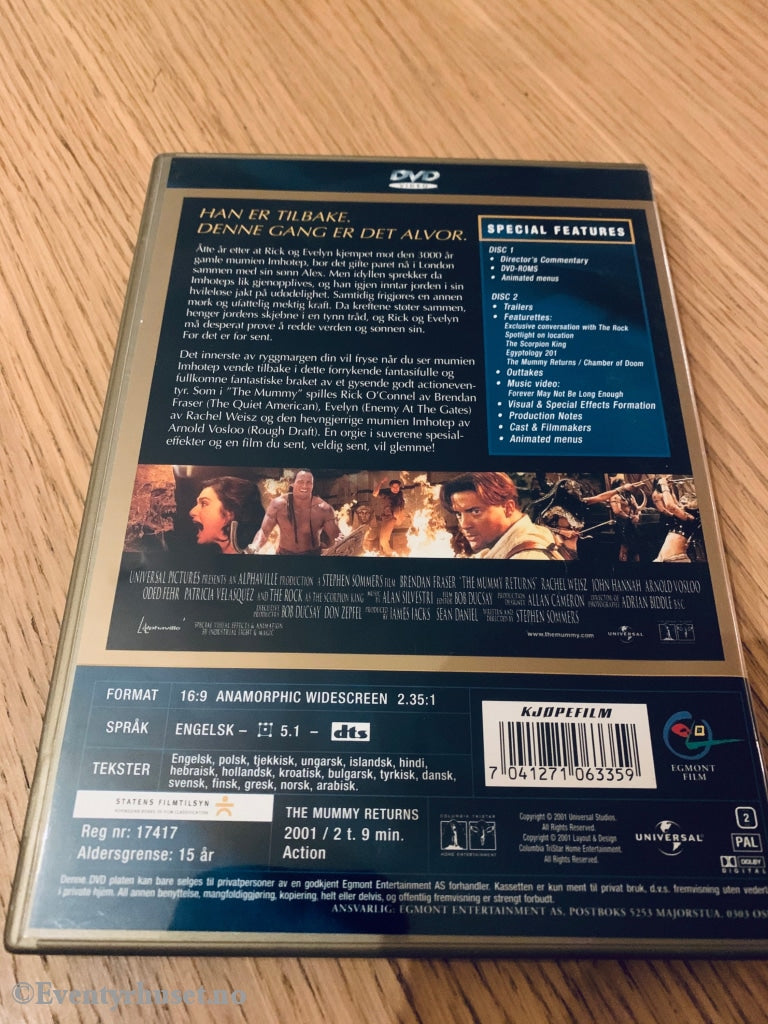 DVD
VIDEO
HAN ER TILBAKE.
DENNE GANG ER DET ALVOR.
Åtte år etter at Rick og Evelyn kjempet mot den 3000 år
gamle mumien Imhotep, bor det gifte paret nå i London
sammen med sin sønn Alex. Men idyllen sprekker da
Imhoteps lik gjenopplives, og han igjen inntar jorden i sin
hvileløse jakt på udødelighet. Samtidig frigjøres en annen
mørk og ufattelig mektig kraft. Da kreftene støter sammen,
henger jordens skjebne i en tynn tråd, og Rick og Evelyn
må desperat prøve å redde verden og sønnen sin.
For det er for sent.
Det innerste av ryggmargen din vil fryse når du ser mumien
Imhotep vende tilbake i dette forrykende fantasifulle og
fullkomne fantastiske braket av et gysende godt actioneven-
tyr. Som i "The Mummy" spilles Rick O'Connel av Brendan
Fraser (The Quiet American), Evelyn (Enemy At The Gates)
av Rachel Weisz og den hevngjerrige mumien Imhotep av
Arnold Vosloo (Rough Draft). En orgie i suverene spesial-
effekter og en film du sent, veldig sent, vil glemme!
SPECIAL FEATURES
DISC 1
• Director's Commentary
• DVD-ROMS
• Animated menus
DISC 2
• Trailers
• Featurettes:
Exclusive conversation with The Rock
Spotlight on location
The Scorpion King
Egyptology 201
The Mummy Returns / Chamber of Doom
• Outtakes
• Music video:
Forever May Not Be Long Enough
• Visual & Special Effects Formation
• Production Notes
• Cast & Filmmakers
• Animated menus
UNIVERSAL PICTURES PRESENTS AN ALPHAVILLE PRODUCTION A STEPHEN SOMMERS FILM BRENDAN FRASER "THE MUMMY RETURNS" RACHEL WEISZ JOHN HANNAH ARNOLD VOSLOO
ODED FEHR PATRICIA VELASQUEZ AND THE ROCK AS THE SCORPION KING MUSIC BY ALAN SILVESTRI FILM EDITOR BOB DUCSAY PRODUCTION DESIGNER ALLAN CAMERON DIRECTOR OF PHOTOGRAPHY ADRIAN BIDDLE BSC
EXECUTIVE PRODUCERS BOB DUCSAY DON ZEPFEL PRODUCED BY JAMES JACKS SEAN DANIEL WRITTEN AND DIRECTED BY STEPHEN SOMMERS
Alphaville
SPECIAL VISUAL EFFECTS & ANIMATION
BY INDUSTRIAL LIGHT & MAGIC
www.themummy.com
UNIVERSAL
FORMAT 16:9 ANAMORPHIC WIDESCREEN 2.35:1
SPRÅK ENGELSK – 5.1 – dts
TEKSTER
Engelsk, polsk, tjekkisk, ungarsk, islandsk, hindi,
hebraisk, hollandsk, kroatisk, bulgarsk, tyrkisk, dansk,
svensk, finsk, gresk, norsk, arabisk.
KJØPEFILM
7 041271 063359
EGMONT
FILM
STATENS FILMTILSYN
NORWEGIAN BOARD OF FILM CLASSIFICATION
Reg nr: 17417
Aldersgrense: 15 år
THE MUMMY RETURNS
2001 / 2 t. 9 min.
Action
COLUMBIA TRISTAR
HOME ENTERTAINMENT
Copyright © 2001 Universal Studios.
All Rights Reserved.
Copyright © 2001 Layout & Design
Columbia TriStar Home Entertainment.
All Rights Reserved.
UNIVERSAL
2
PAL
DOLBY
DIGITAL
Denne DVD platen kan bare selges til privatpersoner av en godkjent Egmont Entertainment AS forhandler. Kassetten er kun ment til privat bruk, d.v.s. fremvisning uten vederl
i private hjem. All annen benyttelse, mangfoldiggjøring, kopiering, helt eller delvis, og offentlig fremvisning er strengt forbudt.
ANSVARLIG: EGMONT ENTERTAINMENT AS, POSTBOKS 5253 MAJORSTUA, 0303 OS
©Eventyrhuset.no